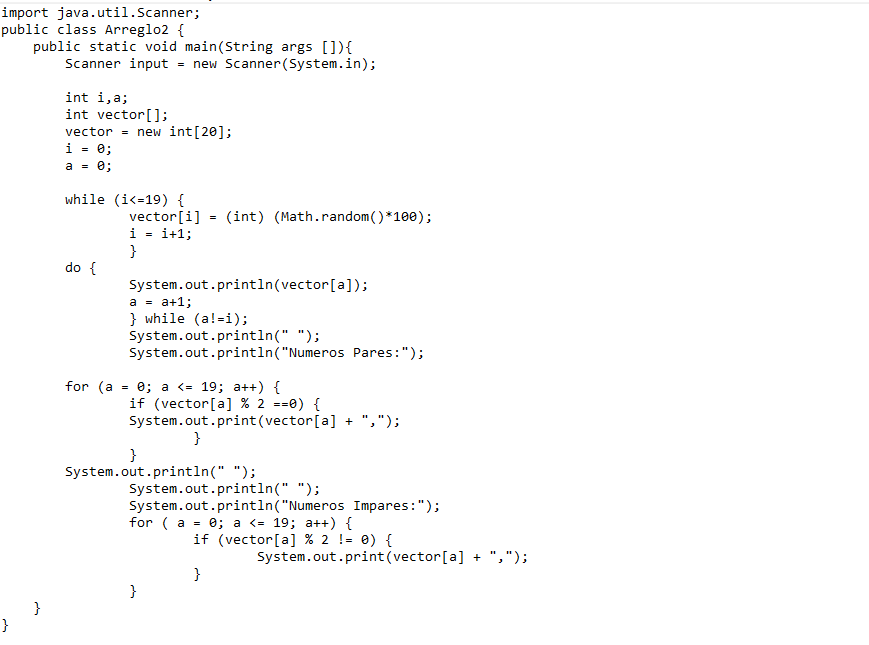 import java.util.Scanner;
public class Arreglo2 {
    public static void main(String args []){
        Scanner input = new Scanner(System.in);

        int i,a;
        int vector[];
        vector = new int[20];
        i = 0;
        a = 0;

        while (i<=19) {
                vector[i] = (int) (Math.random()*100);
                i = i+1;
                }
        do {
                System.out.println(vector[a]);
                a = a+1;
                } while (a!=i);
                System.out.println(" ");
                System.out.println("Numeros Pares:");

        for (a = 0; a <= 19; a++) {
                if (vector[a] % 2 ==0) {
                System.out.print(vector[a] + ",");
                        }
                }
        System.out.println(" ");
                System.out.println(" ");
                System.out.println("Numeros Impares:");
                for ( a = 0; a <= 19; a++) {
                        if (vector[a] % 2 != 0) {
                                System.out.print(vector[a] + ",");
                        }
                }
    }
}